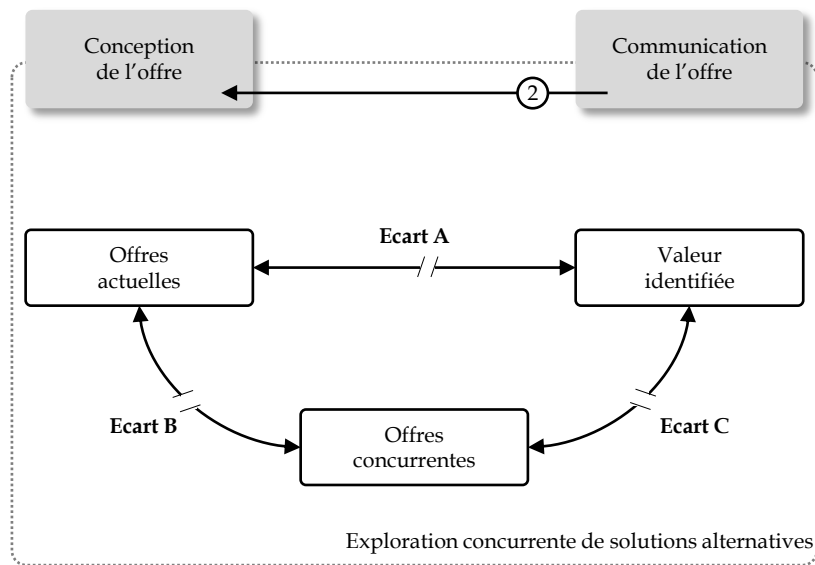 Conception
de l’offre
Communication
de l’offre
2
Ecart A
Offres
actuelles
Valeur
identifiée
Ecart B
Ecart C
Offres
concurrentes
Exploration concurrente de solutions alternatives